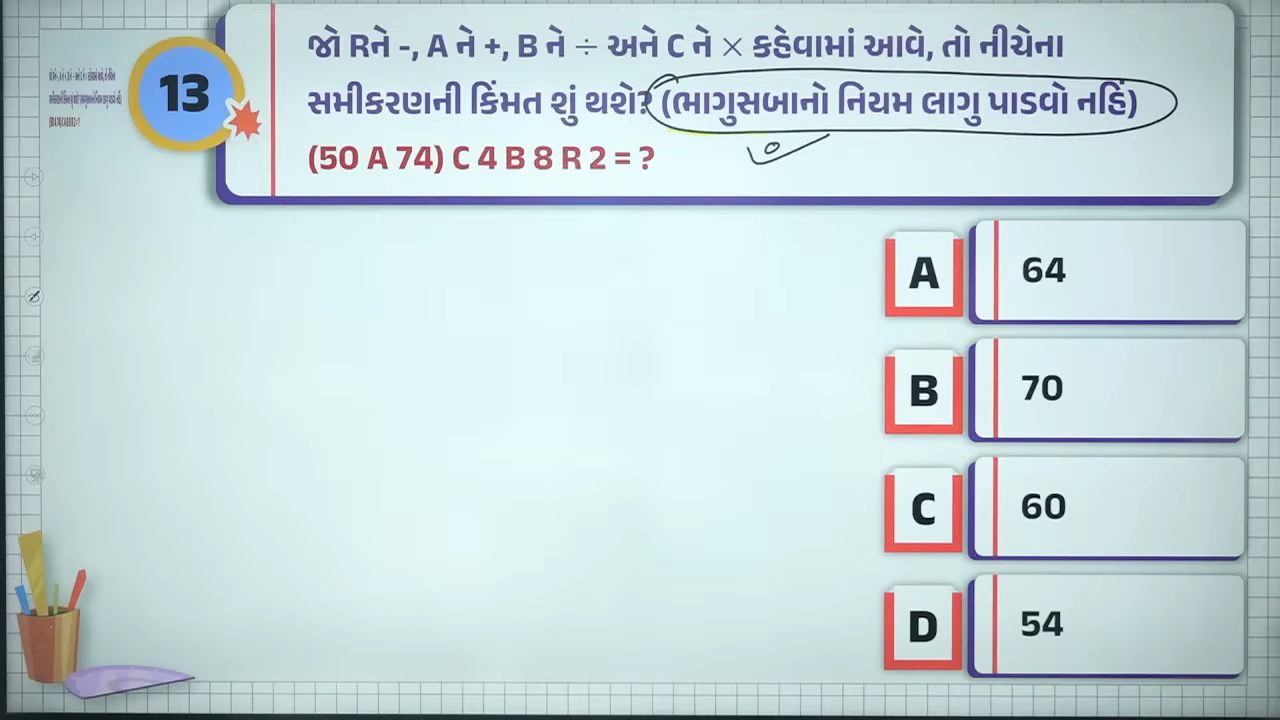 13
જો Rને -, A ને +, B ને ÷ અને C ને × કહેવામાં આવે, તો નીચેના
સમીકરણની કિંમત શું થશે? (ભાગુસબાનો નિયમ લાગુ પાડવો નહિં)
(50 A 74) C 4 B 8 R 2 = ?
A 64
B 70
C 60
D 54